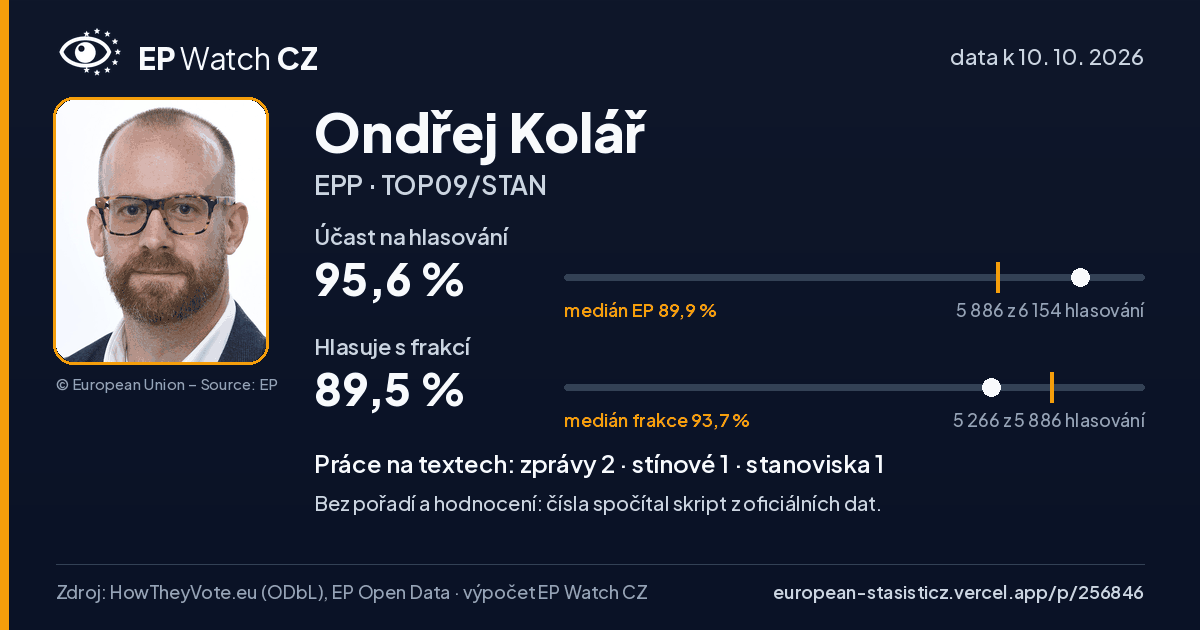 EP Watch CZ
data k 10. 10. 2026
Ondřej Kolář
EPP · TOP09/STAN
Účast na hlasování
95,6 %
medián EP 89,9 %
5 886 z 6 154 hlasování
Hlasuje s frakcí
89,5 %
medián frakce 93,7 %
5 266 z 5 886 hlasování
© European Union – Source: EP
Práce na textech: zprávy 2 · stínové 1 · stanoviska 1
Bez pořadí a hodnocení: čísla spočítal skript z oficiálních dat.
Zdroj: HowTheyVote.eu (ODbL), EP Open Data · výpočet EP Watch CZ
european-stasisticz.vercel.app/p/256846